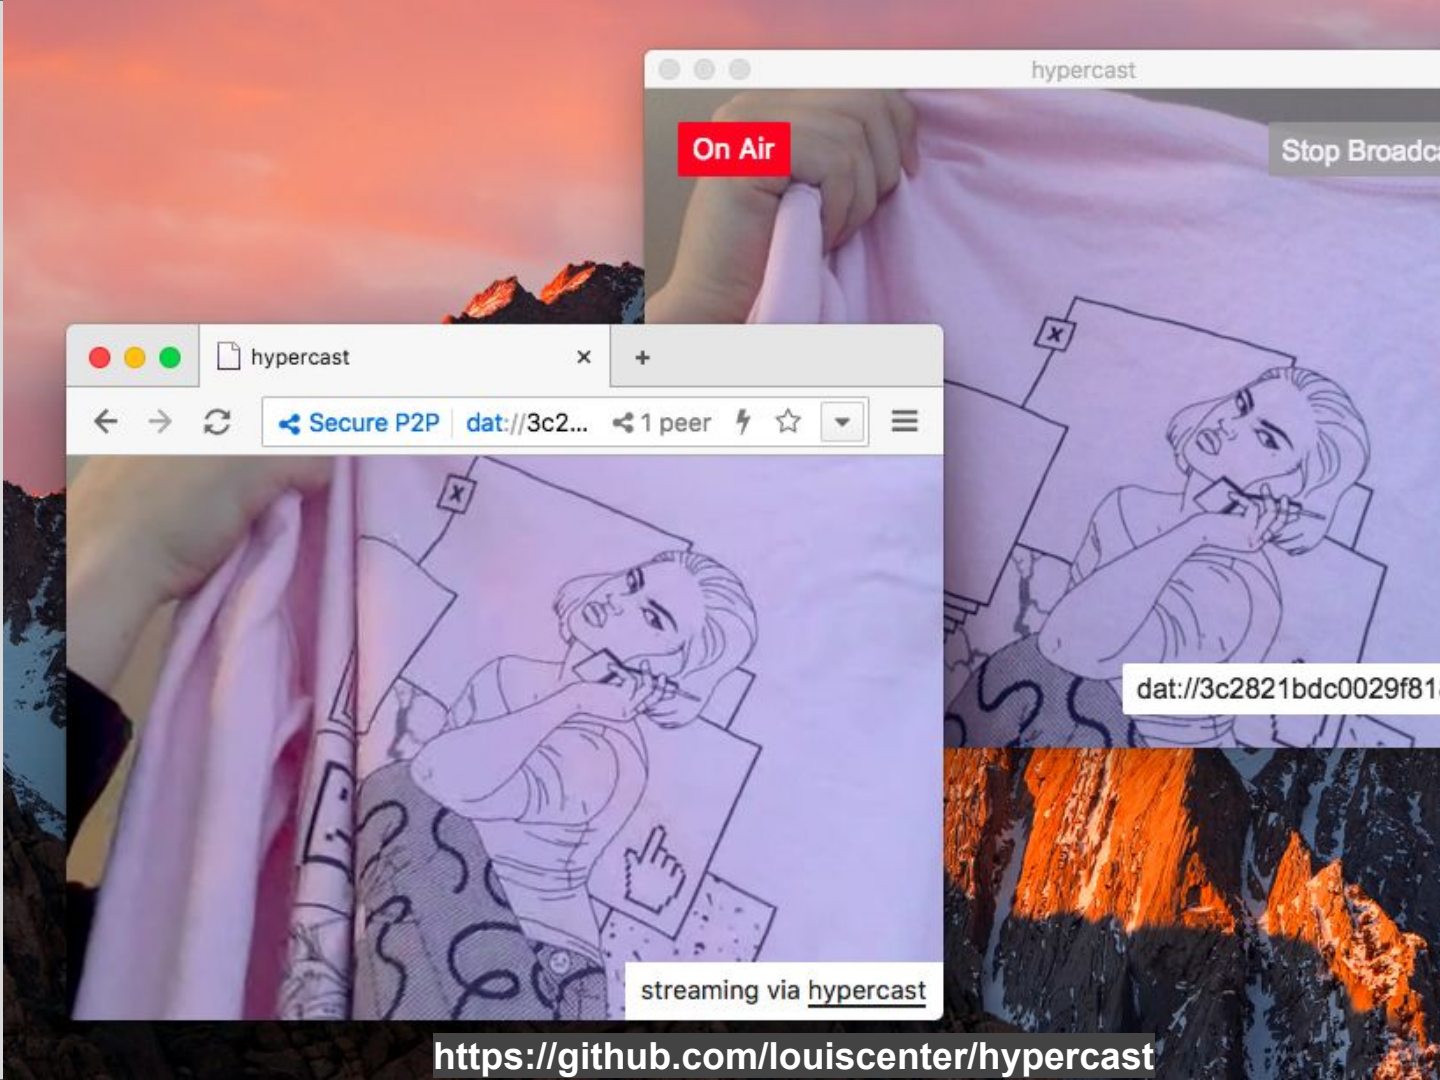 hypercast
On Air
Stop Broadca
hypercast
Secure P2P dat://3c2... 1 peer
x
x
dat://3c2821bdc0029f81
streaming via hypercast
https://github.com/louiscenter/hypercast